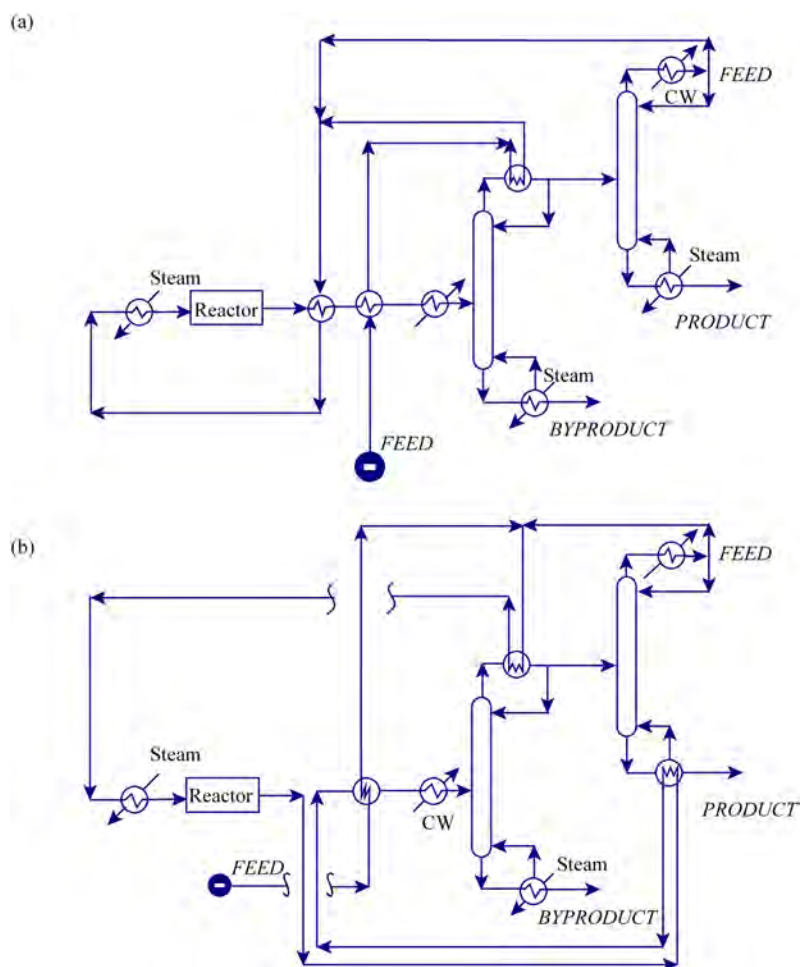 (a)
FEED
CW
Steam
Steam
Reactor
PRODUCT
Steam
BYPRODUCT
FEED
(b)
FEED
Steam
Reactor
PRODUCT
CW
FEED
Steam
BYPRODUCT